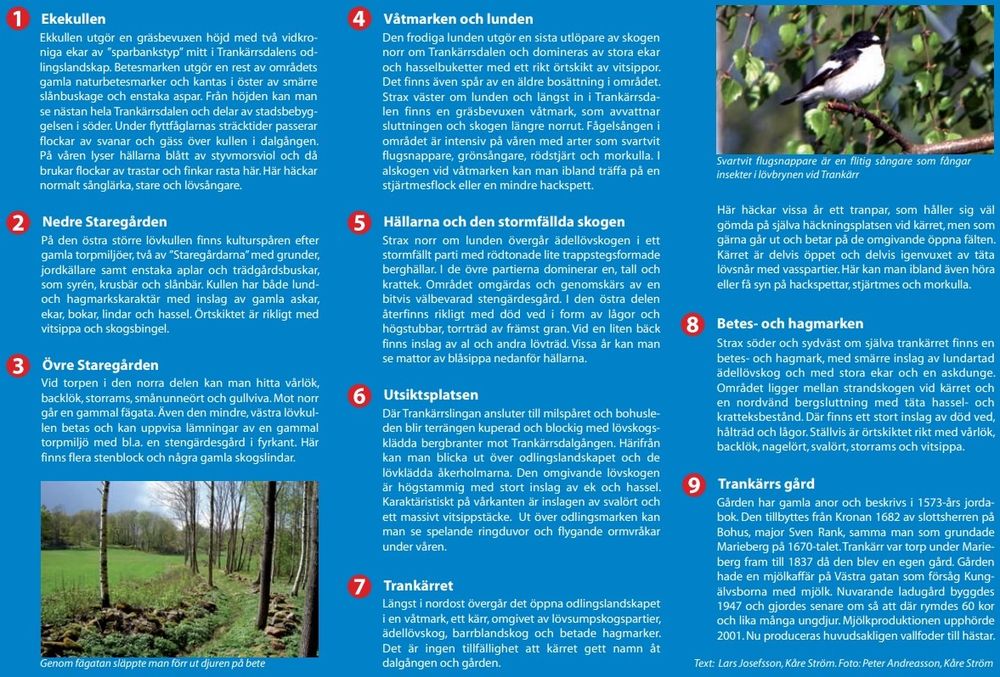 1 Ekekullen
Ekkullen utgör en gräsbevuxen höjd med två vidkro-
niga ekar av "sparbankstyp" mitt i Trankärrsdalens od-
lingslandskap. Betesmarken utgör en rest av områdets
gamla naturbetesmarker och kantas i öster av smärre
slånbuskage och enstaka aspar. Från höjden kan man
se nästan hela Trankärrsdalen och delar av stadsbebyg-
gelsen i söder. Under flyttfåglarnas sträcktider passerar
flockar av svanar och gäss över kullen i dalgången.
På våren lyser hällarna blått av styvmorsviol och då
brukar flockar av trastar och finkar rasta här. Här häckar
normalt sånglärka, stare och lövsångare.
2 Nedre Staregården
På den östra större lövkullen finns kulturspåren efter
gamla torpmiljöer, två av "Staregårdarna" med grunder,
jordkällare samt enstaka aplar och trädgårdsbuskar,
som syrén, krusbär och slånbär. Kullen har både lund-
och hagmarkskaraktär med inslag av gamla askar,
ekar, bokar, lindar och hassel. Örtskiktet är rikligt med
vitsippa och skogsbingel.
3 Övre Staregården
Vid torpen i den norra delen kan man hitta vårlök,
backlök, storrams, smånunneört och gullviva. Mot norr
går en gammal fägata. Även den mindre, västra lövkul-
len betas och kan uppvisa lämningar av en gammal
torpmiljö med bl.a. en stengärdesgård i fyrkant. Här
finns flera stenblock och några gamla skogslindar.
Genom fägatan släppte man förr ut djuren på bete
4 Våtmarken och lunden
Den frodiga lunden utgör en sista utlöpare av skogen
norr om Trankärrsdalen och domineras av stora ekar
och hasselbuketter med ett rikt örtskikt av vitsippor.
Det finns även spår av en äldre bosättning i området.
Strax väster om lunden och längst in i Trankärrsda-
len finns en gräsbevuxen våtmark, som avvattnar
sluttningen och skogen längre norrut. Fågelsången i
området är intensiv på våren med arter som svartvit
flugsnappare, grönsångare, rödstjärt och morkulla. I
alskogen vid våtmarken kan man ibland träffa på en
stjärtmesflock eller en mindre hackspett.
5 Hällarna och den stormfällda skogen
Strax norr om lunden övergår ädellövskogen i ett
stormfällt parti med rödtonade lite trappstegsformade
berghällar. I de övre partierna dominerar en, tall och
krattek. Området omgärdas och genomskärs av en
bitvis välbevarad stengärdesgård. I den östra delen
återfinns rikligt med död ved i form av lågor och
högstubbar, torrträd av främst gran. Vid en liten bäck
finns inslag av al och andra lövträd. Vissa år kan man
se mattor av blåsippa nedanför hällarna.
6 Utsiktsplatsen
Där Trankärrslingan ansluter till milspåret och bohusle-
den blir terrängen kuperad och blockig med lövskogs-
klädda bergbranter mot Trankärrsdalgången. Härifrån
kan man blicka ut över odlingslandskapet och de
lövklädda åkerholmarna. Den omgivande lövskogen
är högstammig med stort inslag av ek och hassel.
Karaktäristiskt på vårkanten är inslagen av svalört och
ett massivt vitsippstäcke. Ut över odlingsmarken kan
man se spelande ringduvor och flygande ormvråkar
under våren.
7 Trankärret
Längst i nordost övergår det öppna odlingslandskapet
i en våtmark, ett kärr, omgivet av lövsumpskogspartier,
ädellövskog, barrblandskog och betade hagmarker.
Det är ingen tillfällighet att kärret gett namn åt
dalgången och gården.
Svartvit flugsnappare är en flitig sångare som fångar
insekter i lövbrynen vid Trankärr
Här häckar vissa år ett tranpar, som håller sig väl
gömda på själva häckningsplatsen vid kärret, men som
gärna går ut och betar på de omgivande öppna fälten.
Kärret är delvis öppet och delvis igenvuxet av täta
lövsnår med vasspartier. Här kan man ibland även höra
eller få syn på hackspettar, stjärtmes och morkulla.
8 Betes- och hagmarken
Strax söder och sydväst om själva trankärret finns en
betes- och hagmark, med smärre inslag av lundartad
ädellövskog och med stora ekar och en askdunge.
Området ligger mellan strandskogen vid kärret och
en nordvänd bergsluttning med täta hassel- och
kratteksbestånd. Där finns ett stort inslag av död ved,
hålträd och lågor. Ställvis är örtskiktet rikt med vårlök,
backlök, nagelört, svalört, storrams och vitsippa.
9 Trankärrs gård
Gården har gamla anor och beskrivs i 1573-års jorda-
bok. Den tillbyttes från Kronan 1682 av slottsherren på
Bohus, major Sven Rank, samma man som grundade
Marieberg på 1670-talet. Trankärr var torp under Marie-
berg fram till 1837 då den blev en egen gård. Gården
hade en mjölkaffär på Västra gatan som försåg Kung-
älvsborna med mjölk. Nuvarande ladugård byggdes
1947 och gjordes senare om så att där rymdes 60 kor
och lika många ungdjur. Mjölkproduktionen upphörde
2001. Nu produceras huvudsakligen vallfoder till hästar.
Text: Lars Josefsson, Kåre Ström. Foto: Peter Andreasson, Kåre Ström